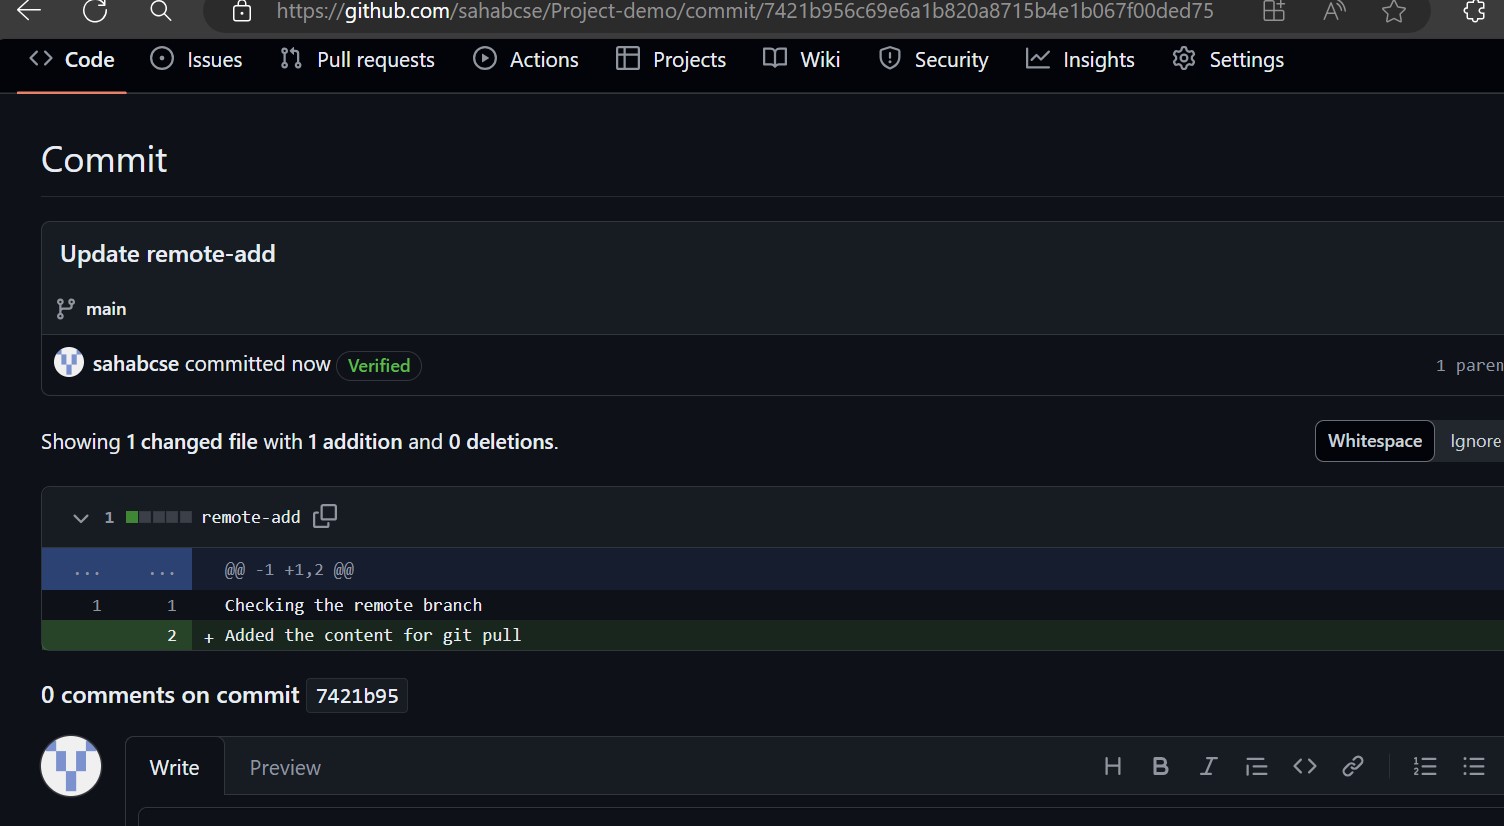 https://github.com/sahabcse/Project-demo/commit/7421b956c69e6a1b820a8715b4e1b067f00ded75
Code Issues Pull requests Actions Projects Wiki Security Insights Settings
Commit
Update remote-add
main
sahabcse committed now Verified
1 paren
Showing 1 changed file with 1 addition and 0 deletions.
Whitespace Ignore
1 remote-add
... ... @@ -1 +1,2 @@
1 1 Checking the remote branch
2 + Added the content for git pull
0 comments on commit 7421b95
Write Preview